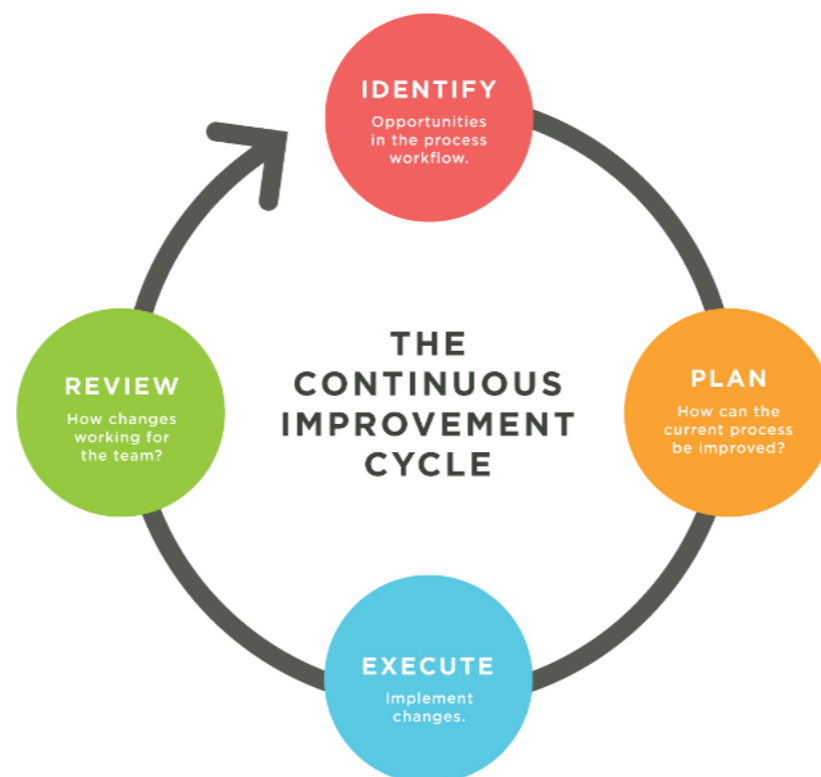 IDENTIFY
Opportunities
in the process
workflow.
THE
CONTINUOUS
IMPROVEMENT
CYCLE
PLAN
How can the
current process
be improved?
EXECUTE
Implement
changes.
REVIEW
How changes
working for
the team?